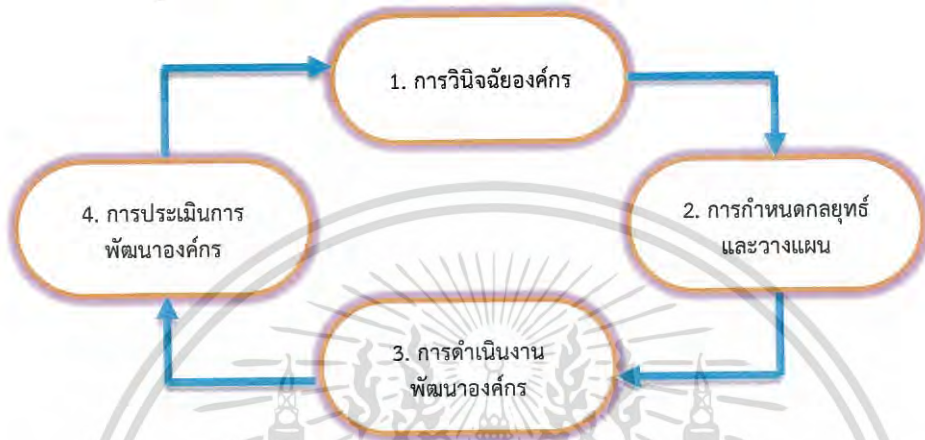 1. การวินิจฉัยองค์กร
2. การกำหนดกลยุทธ์
และวางแผน
3. การดำเนินงาน
พัฒนาองค์กร
4. การประเมินการ
พัฒนาองค์กร